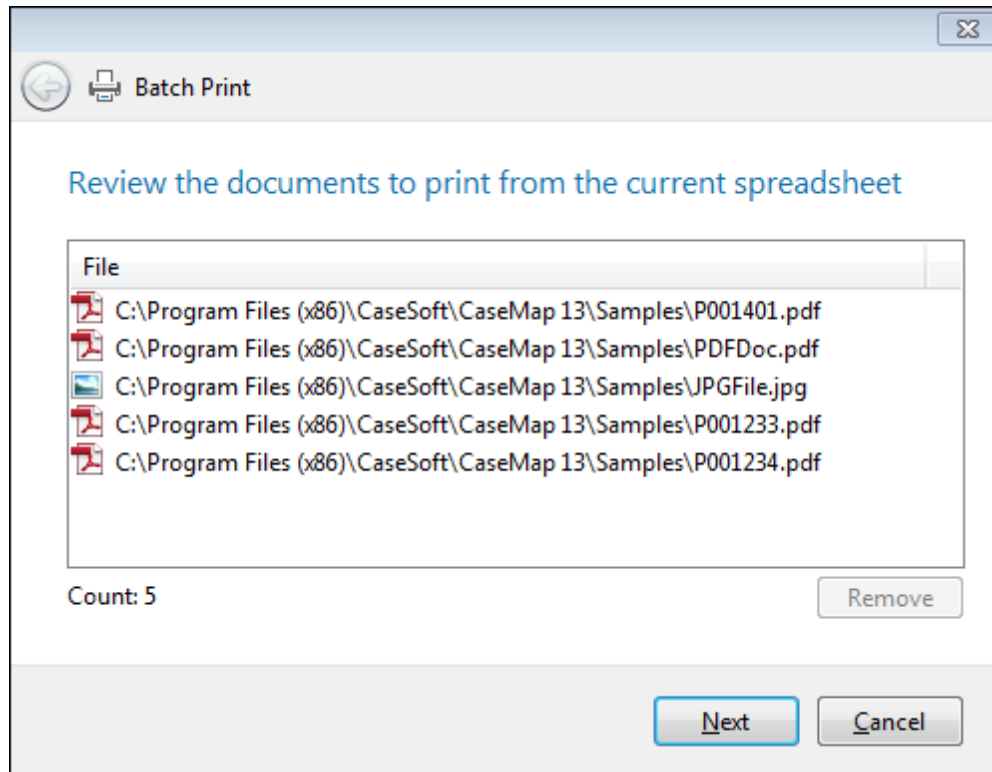 Batch Print
Review the documents to print from the current spreadsheet
File
C:\Program Files (x86)\CaseSoft\CaseMap 13\Samples\P001401.pdf
C:\Program Files (x86)\CaseSoft\CaseMap 13\Samples\PDFDoc.pdf
C:\Program Files (x86)\CaseSoft\CaseMap 13\Samples\JPGFile.jpg
C:\Program Files (x86)\CaseSoft\CaseMap 13\Samples\P001233.pdf
C:\Program Files (x86)\CaseSoft\CaseMap 13\Samples\P001234.pdf
Count: 5
Remove
Next
Cancel